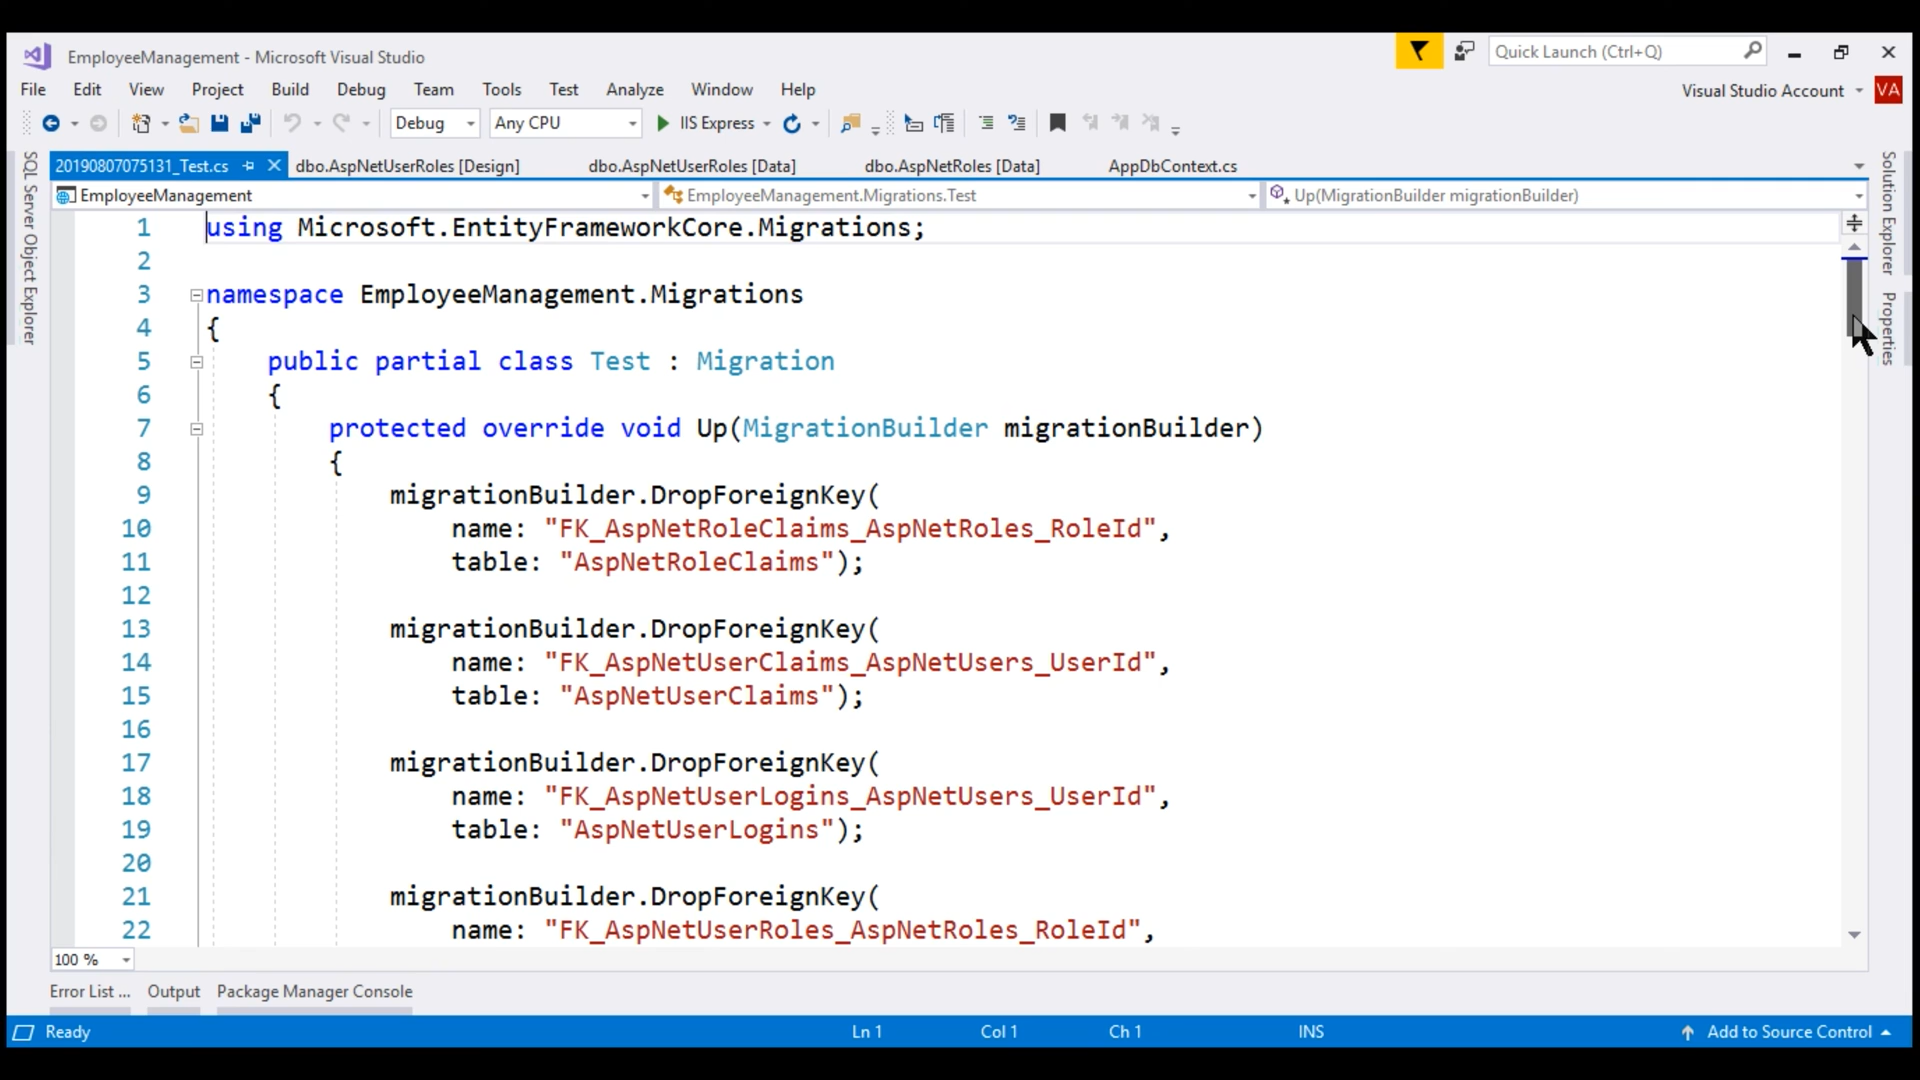 EmployeeManagement - Microsoft Visual Studio
Quick Launch (Ctrl+Q)
File Edit View Project Build Debug Team Tools Test Analyze Window Help
Visual Studio Account VA
Debug Any CPU IIS Express
20190807075131_Test.cs dbo.AspNetUserRoles [Design] dbo.AspNetUserRoles [Data] dbo.AspNetRoles [Data] AppDbContext.cs
EmployeeManagement EmployeeManagement.Migrations.Test Up(MigrationBuilder migrationBuilder)
SQL Server Object Explorer
Solution Explorer
Properties
1 using Microsoft.EntityFrameworkCore.Migrations;
2
3 namespace EmployeeManagement.Migrations
4 {
5 public partial class Test : Migration
6 {
7 protected override void Up(MigrationBuilder migrationBuilder)
8 {
9 migrationBuilder.DropForeignKey(
10 name: "FK_AspNetRoleClaims_AspNetRoles_RoleId",
11 table: "AspNetRoleClaims");
12
13 migrationBuilder.DropForeignKey(
14 name: "FK_AspNetUserClaims_AspNetUsers_UserId",
15 table: "AspNetUserClaims");
16
17 migrationBuilder.DropForeignKey(
18 name: "FK_AspNetUserLogins_AspNetUsers_UserId",
19 table: "AspNetUserLogins");
20
21 migrationBuilder.DropForeignKey(
22 name: "FK_AspNetUserRoles_AspNetRoles_RoleId",
100 %
Error List ... Output Package Manager Console
Ready Ln 1 Col 1 Ch 1 INS Add to Source Control